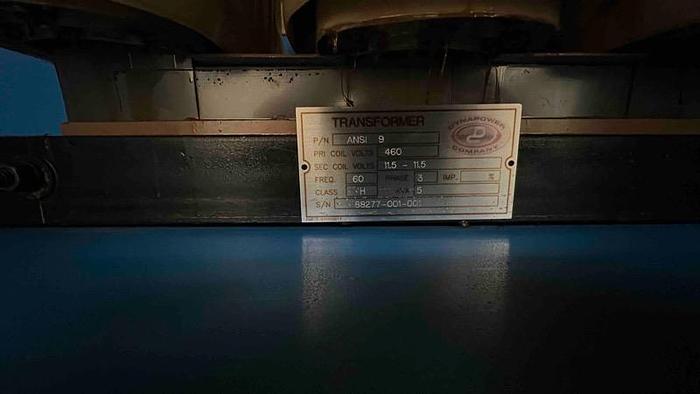 TRANSFORMER
DYNAPOWER
D
COMPANY
P/N ANSI 9
PRI COIL VOLTS 460
SEC COIL VOLTS 11.5 - 11.5
FREQ. 60 PHASE 3 IMP. %
CLASS H KVA 5
S/N 68277-001-001